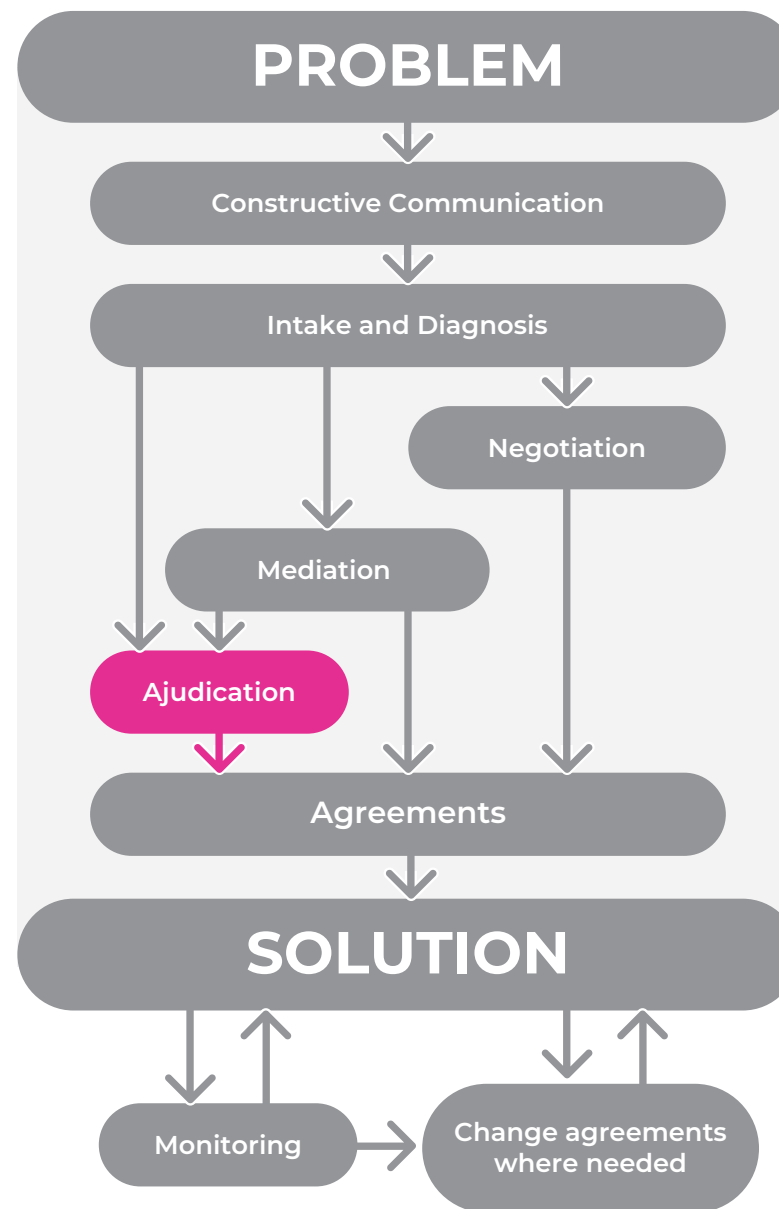 PROBLEM
Constructive Communication
Intake and Diagnosis
Negotiation
Mediation
Ajudication
Agreements
SOLUTION
Monitoring
Change agreements
where needed